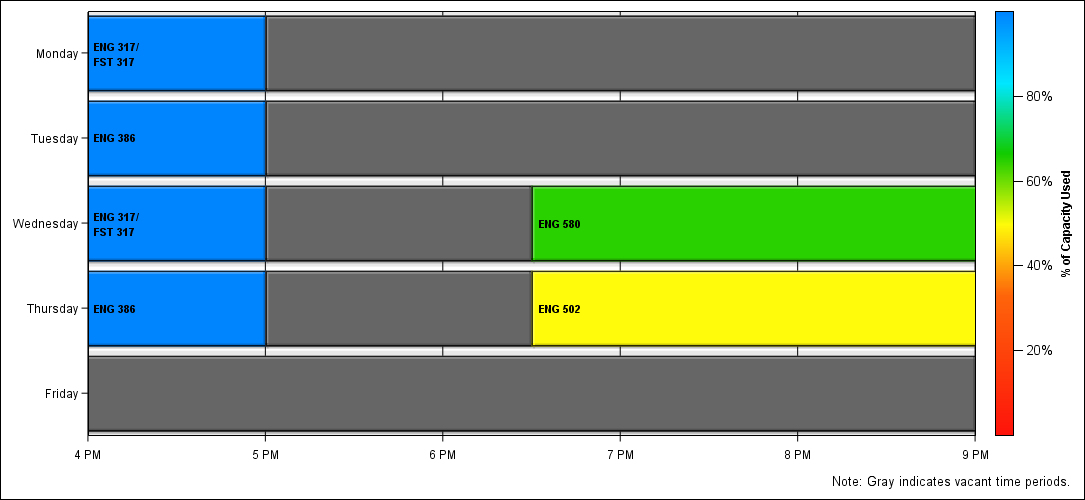 Monday
ENG 317/
FST 317
Tuesday
ENG 386
Wednesday
ENG 317/
FST 317
ENG 580
Thursday
ENG 386
ENG 502
Friday
4 PM
5 PM
6 PM
7 PM
8 PM
9 PM
80%
60%
40%
20%
% of Capacity Used
Note: Gray indicates vacant time periods.